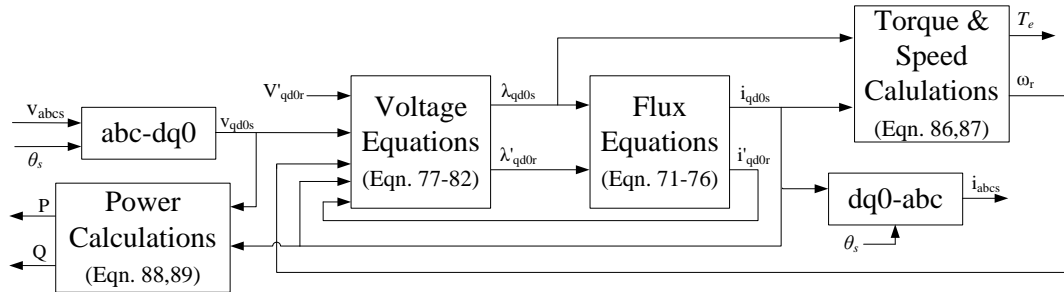 v_abcs
θ_s
abc-dq0
v_qd0s
V'_qd0r
Voltage
Equations
(Eqn. 77-82)
λ_qd0s
λ'_qd0r
Flux
Equations
(Eqn. 71-76)
i_qd0s
i'_qd0r
Torque &
Speed
Calulations
(Eqn. 86,87)
T_e
ω_r
P
Q
Power
Calculations
(Eqn. 88,89)
dq0-abc
i_abcs
θ_s